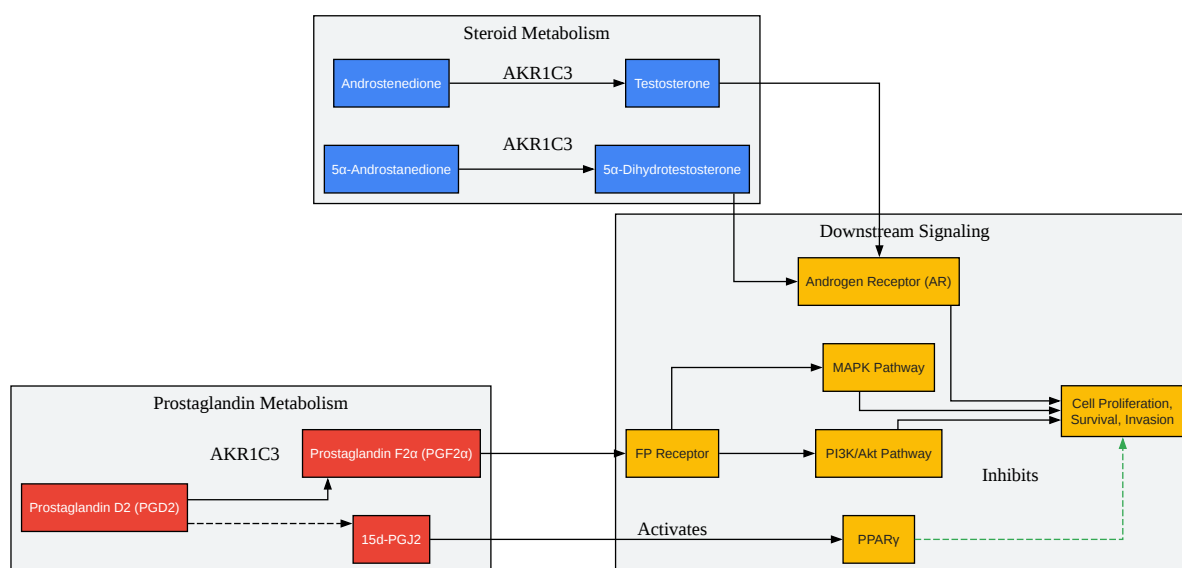 Steroid Metabolism
Androstenedione
AKR1C3
Testosterone
5α-Androstanedione
AKR1C3
5α-Dihydrotestosterone
Downstream Signaling
Androgen Receptor (AR)
MAPK Pathway
Cell Proliferation,
Survival, Invasion
FP Receptor
PI3K/Akt Pathway
Inhibits
Prostaglandin Metabolism
AKR1C3
Prostaglandin F2α (PGF2α)
Prostaglandin D2 (PGD2)
15d-PGJ2
Activates
PPARγ